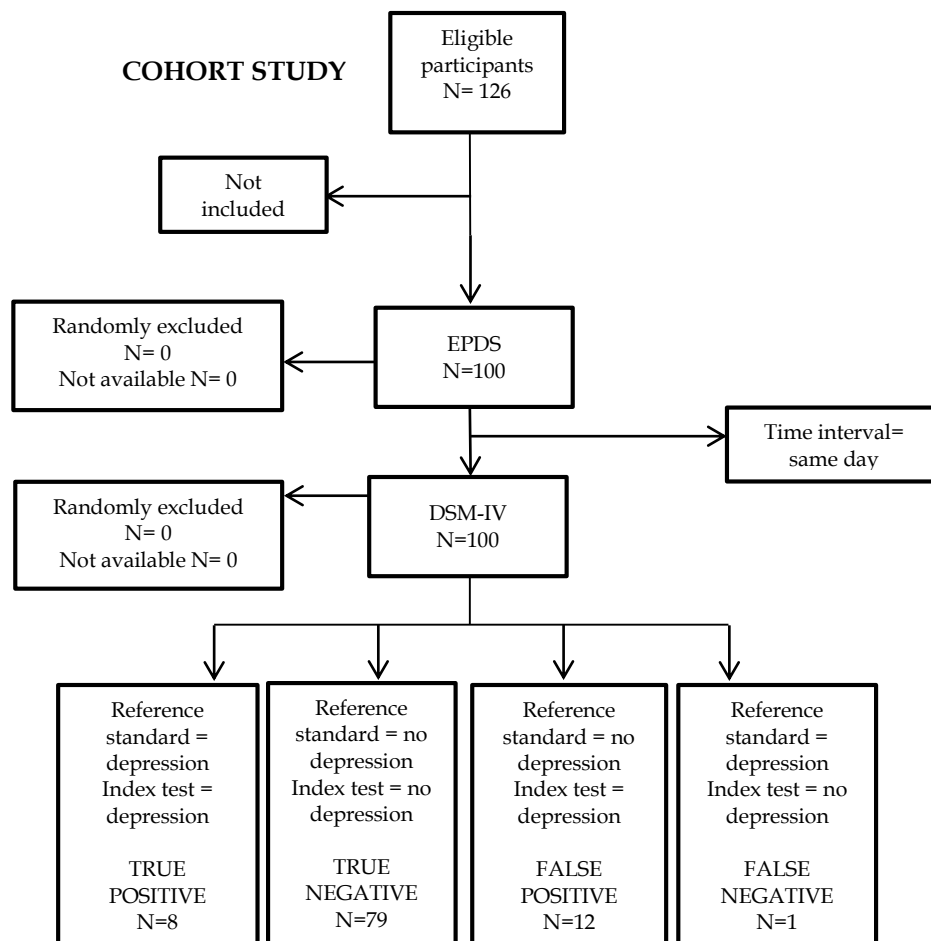 COHORT STUDY
Eligible
participants
N= 126
Not
included
Randomly excluded
N= 0
Not available N= 0
EPDS
N=100
Time interval=
same day
Randomly excluded
N= 0
Not available N= 0
DSM-IV
N=100
Reference
standard =
depression
Index test =
depression
TRUE
POSITIVE
N=8
Reference
standard = no
depression
Index test = no
depression
TRUE
NEGATIVE
N=79
Reference
standard = no
depression
Index test =
depression
FALSE
POSITIVE
N=12
Reference
standard =
depression
Index test = no
depression
FALSE
NEGATIVE
N=1